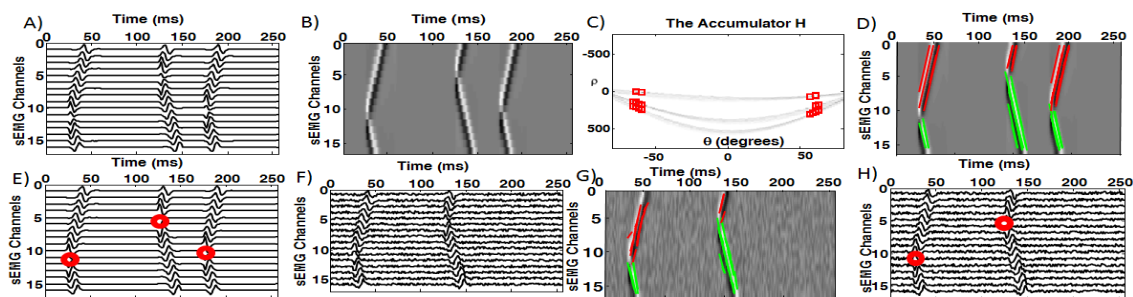 A)
Time (ms)
0 50 100 150 200 250
sEMG Channels
0
5
10
15
B)
Time (ms)
0 50 100 150 200 250
sEMG Channels
0
5
10
15
C)
The Accumulator H
ρ
-500
0
500
-50 0 50
θ (degrees)
D)
Time (ms)
0 50 100 150 200 250
sEMG Channels
0
5
10
15
E)
Time (ms)
0 50 100 150 200 250
sEMG Channels
0
5
10
15
F)
Time (ms)
0 50 100 150 200 250
sEMG Channels
0
5
10
15
G)
Time (ms)
0 50 100 150 200 250
sEMG Channels
0
5
10
15
H)
Time (ms)
0 50 100 150 200 250
sEMG Channels
0
5
10
15